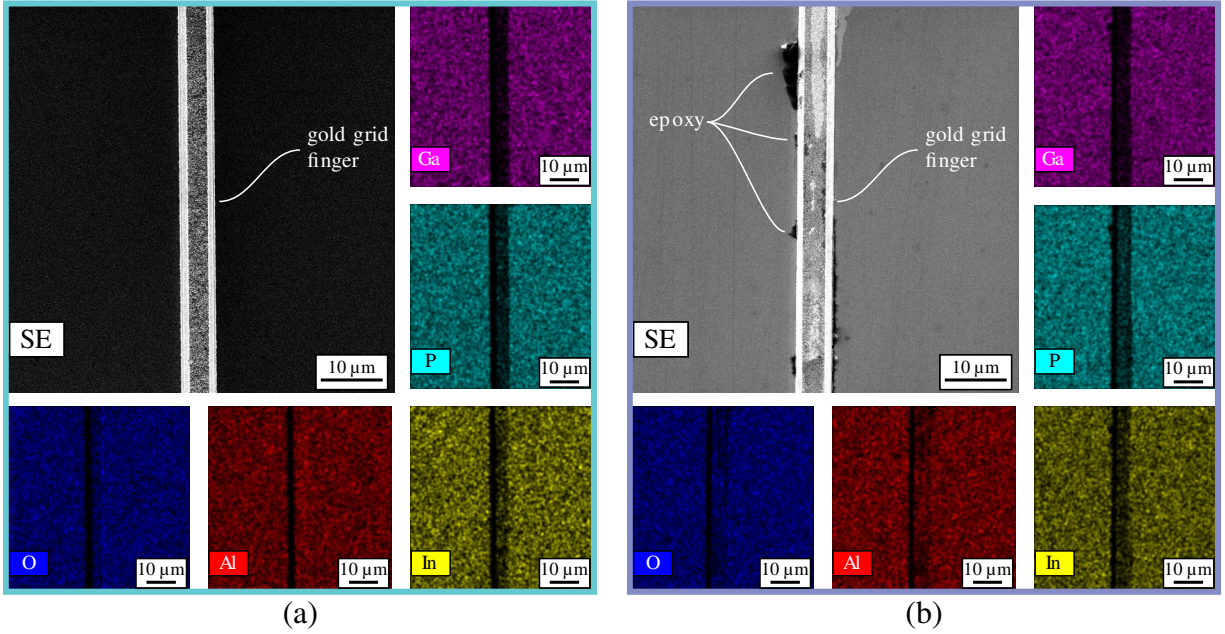 gold grid
finger
SE
10 µm
Ga
10 µm
P
10 µm
O
10 µm
Al
10 µm
In
10 µm
(a)
epoxy
gold grid
finger
SE
10 µm
Ga
10 µm
P
10 µm
O
10 µm
Al
10 µm
In
10 µm
(b)